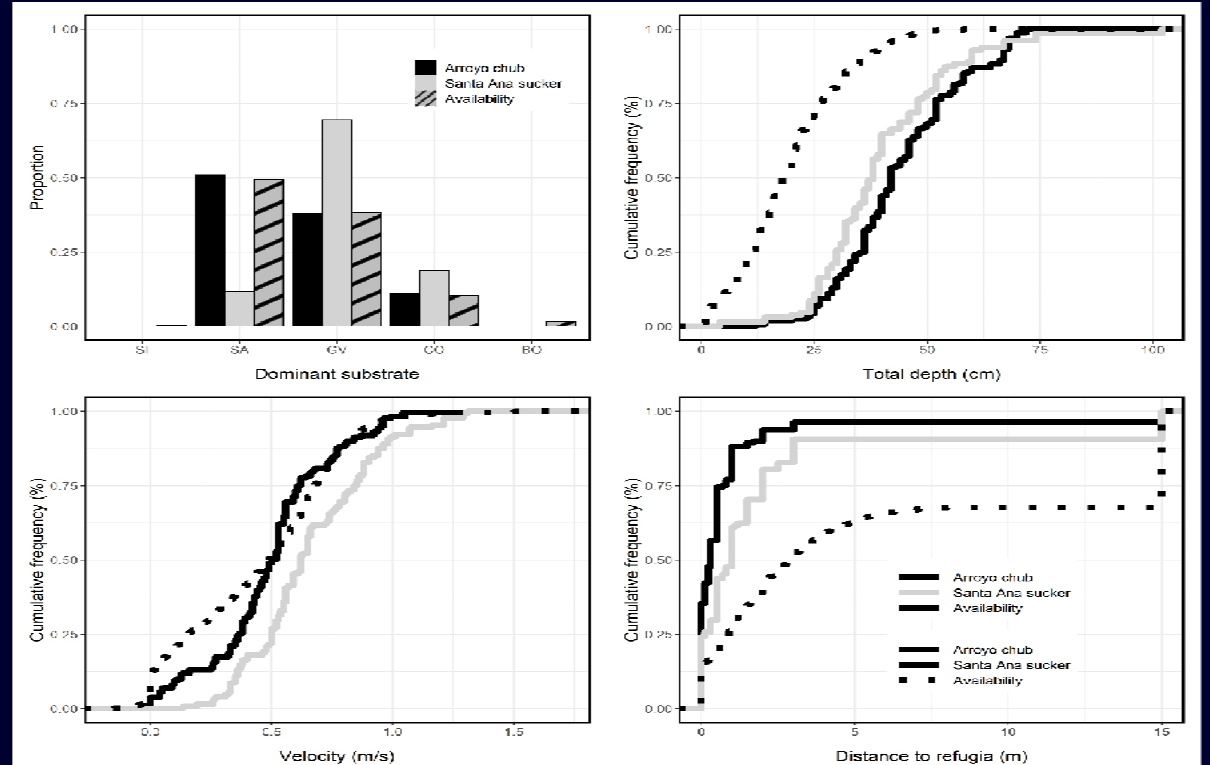 1.00
0.75
0.50
0.25
0.00
Proportion
Arroyo chub
Santa Ana sucker
Availability
SI SA GV CO BO
Dominant substrate
1.00
0.75
0.50
0.25
0.00
Cumulative frequency (%)
0 25 50 75 100
Total depth (cm)
1.00
0.75
0.50
0.25
0.00
Cumulative frequency (%)
0.0 0.5 1.0 1.5
Velocity (m/s)
1.00
0.75
0.50
0.25
0.00
Cumulative frequency (%)
Arroyo chub
Santa Ana sucker
Availability
Arroyo chub
Santa Ana sucker
Availability
0 5 10 15
Distance to refugia (m)